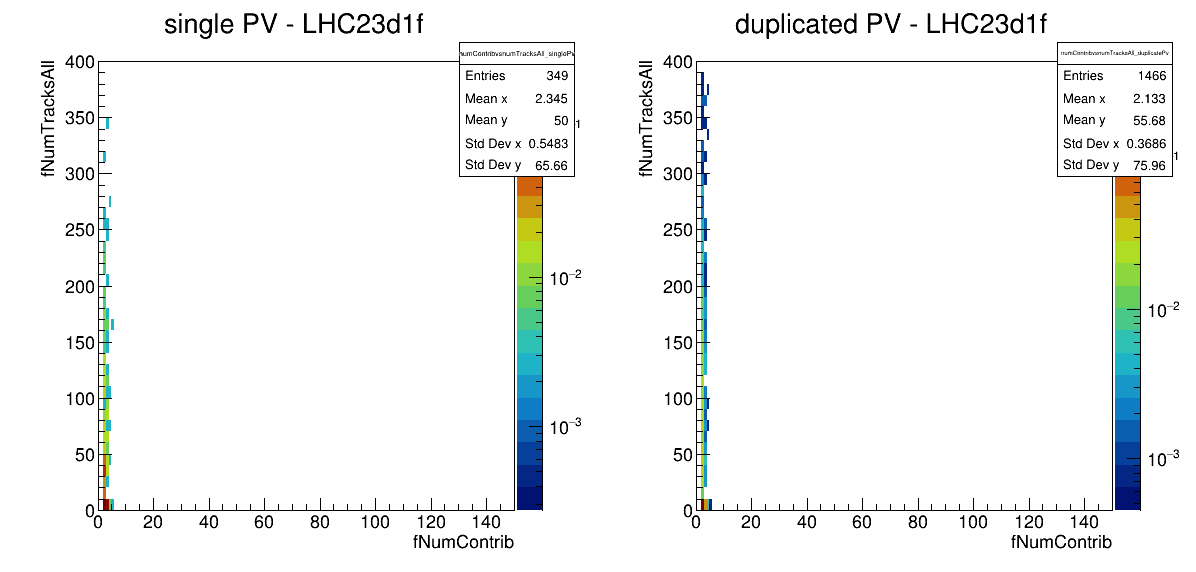 single PV - LHC23d1f
numContribvsnumTracksAll_singlePv
Entries 349
Mean x 2.345
Mean y 50
Std Dev x 0.5483
Std Dev y 65.66
fNumTracksAll
400
350
300
250
200
150
100
50
0
0 20 40 60 80 100 120 140
fNumContrib
1
10−2
10−3
duplicated PV - LHC23d1f
numContribvsnumTracksAll_duplicatePv
Entries 1466
Mean x 2.133
Mean y 55.68
Std Dev x 0.3686
Std Dev y 75.96
fNumTracksAll
400
350
300
250
200
150
100
50
0
0 20 40 60 80 100 120 140
fNumContrib
1
10−2
10−3